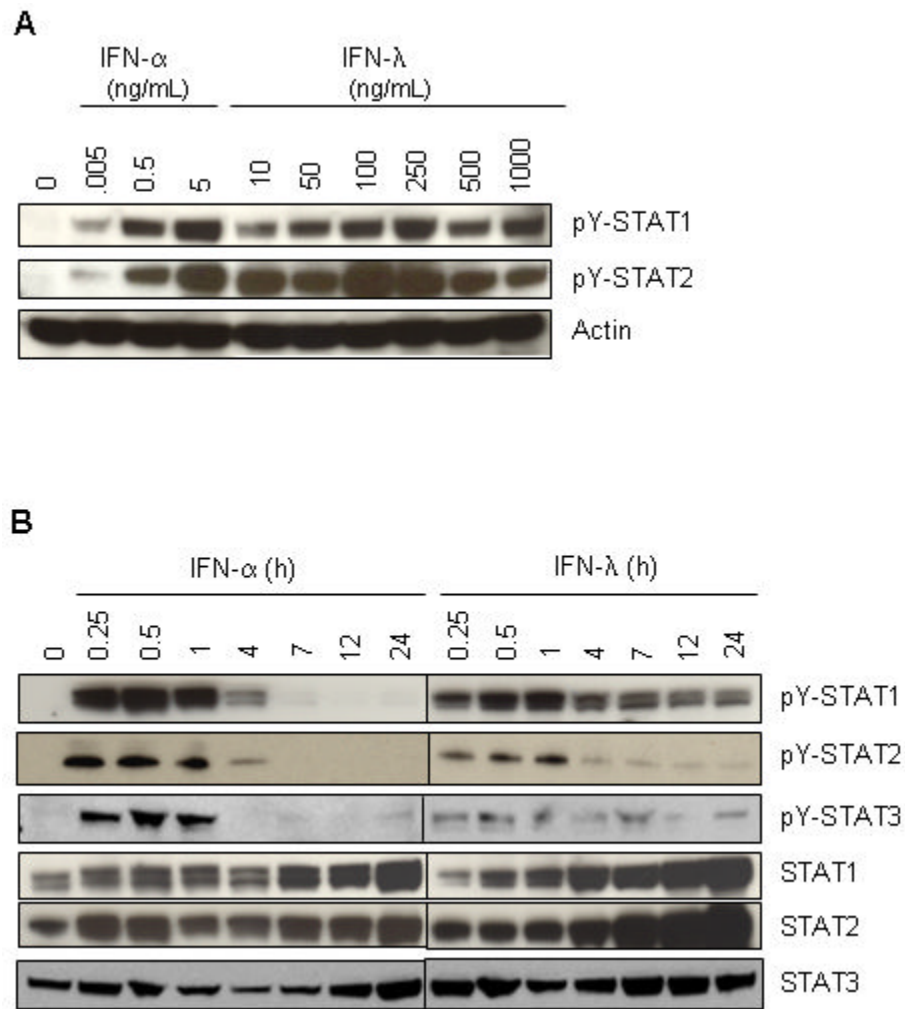 A
IFN-α IFN-λ
(ng/mL) (ng/mL)
0 .005 0.5 5 10 50 100 250 500 1000
pY-STAT1
pY-STAT2
Actin
B
IFN-α (h) IFN-λ (h)
0 0.25 0.5 1 4 7 12 24 0.25 0.5 1 4 7 12 24
pY-STAT1
pY-STAT2
pY-STAT3
STAT1
STAT2
STAT3